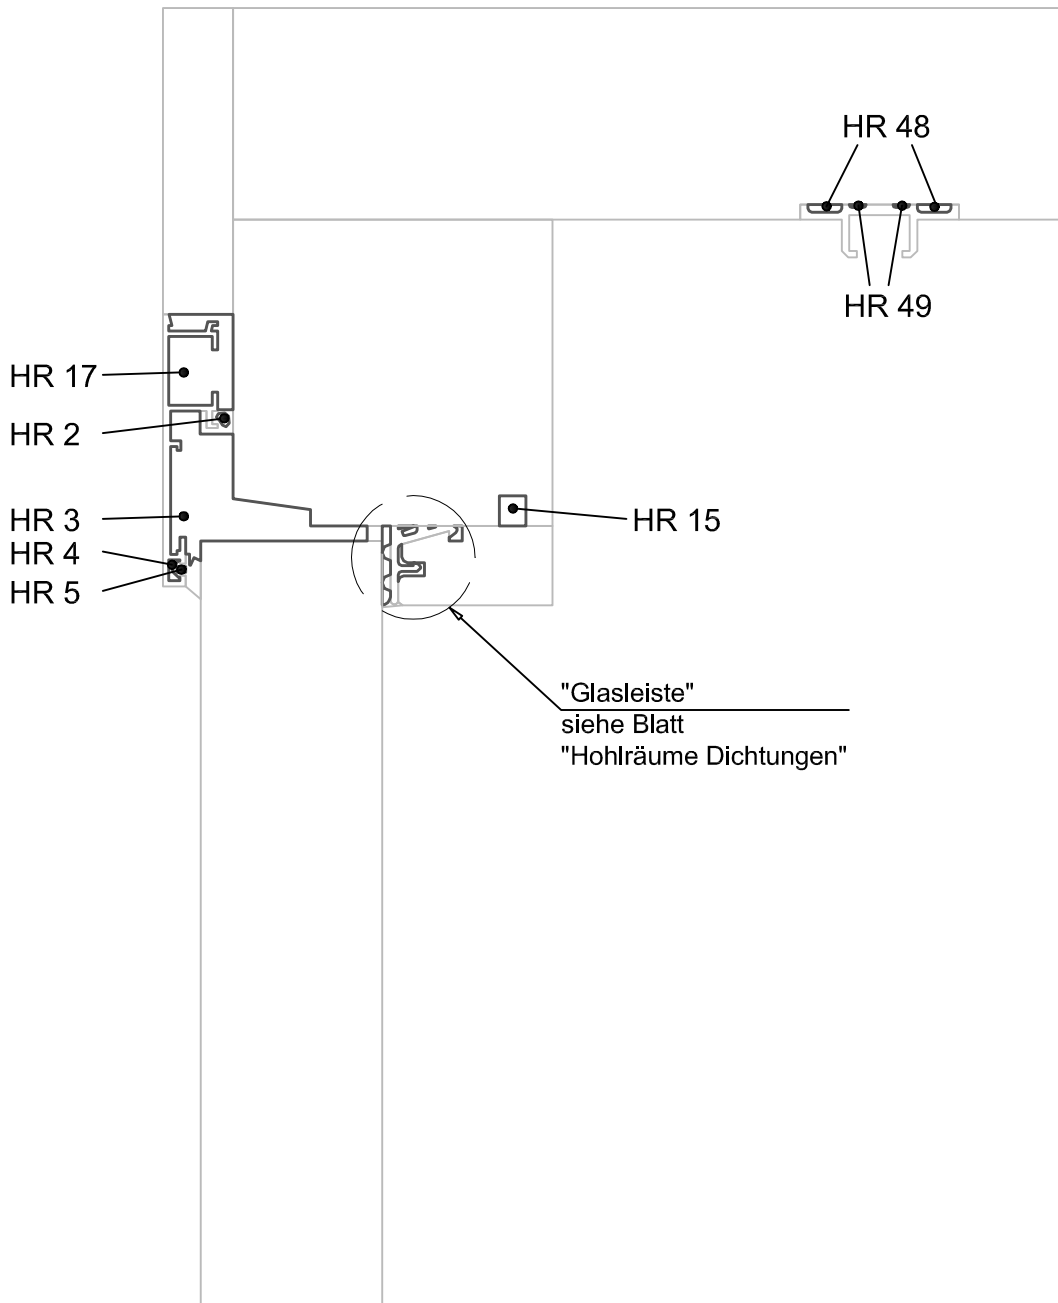 HR 48
HR 49
HR 17
HR 2
HR 3
HR 15
HR 4
HR 5
"Glasleiste"
siehe Blatt
"Hohlräume Dichtungen"